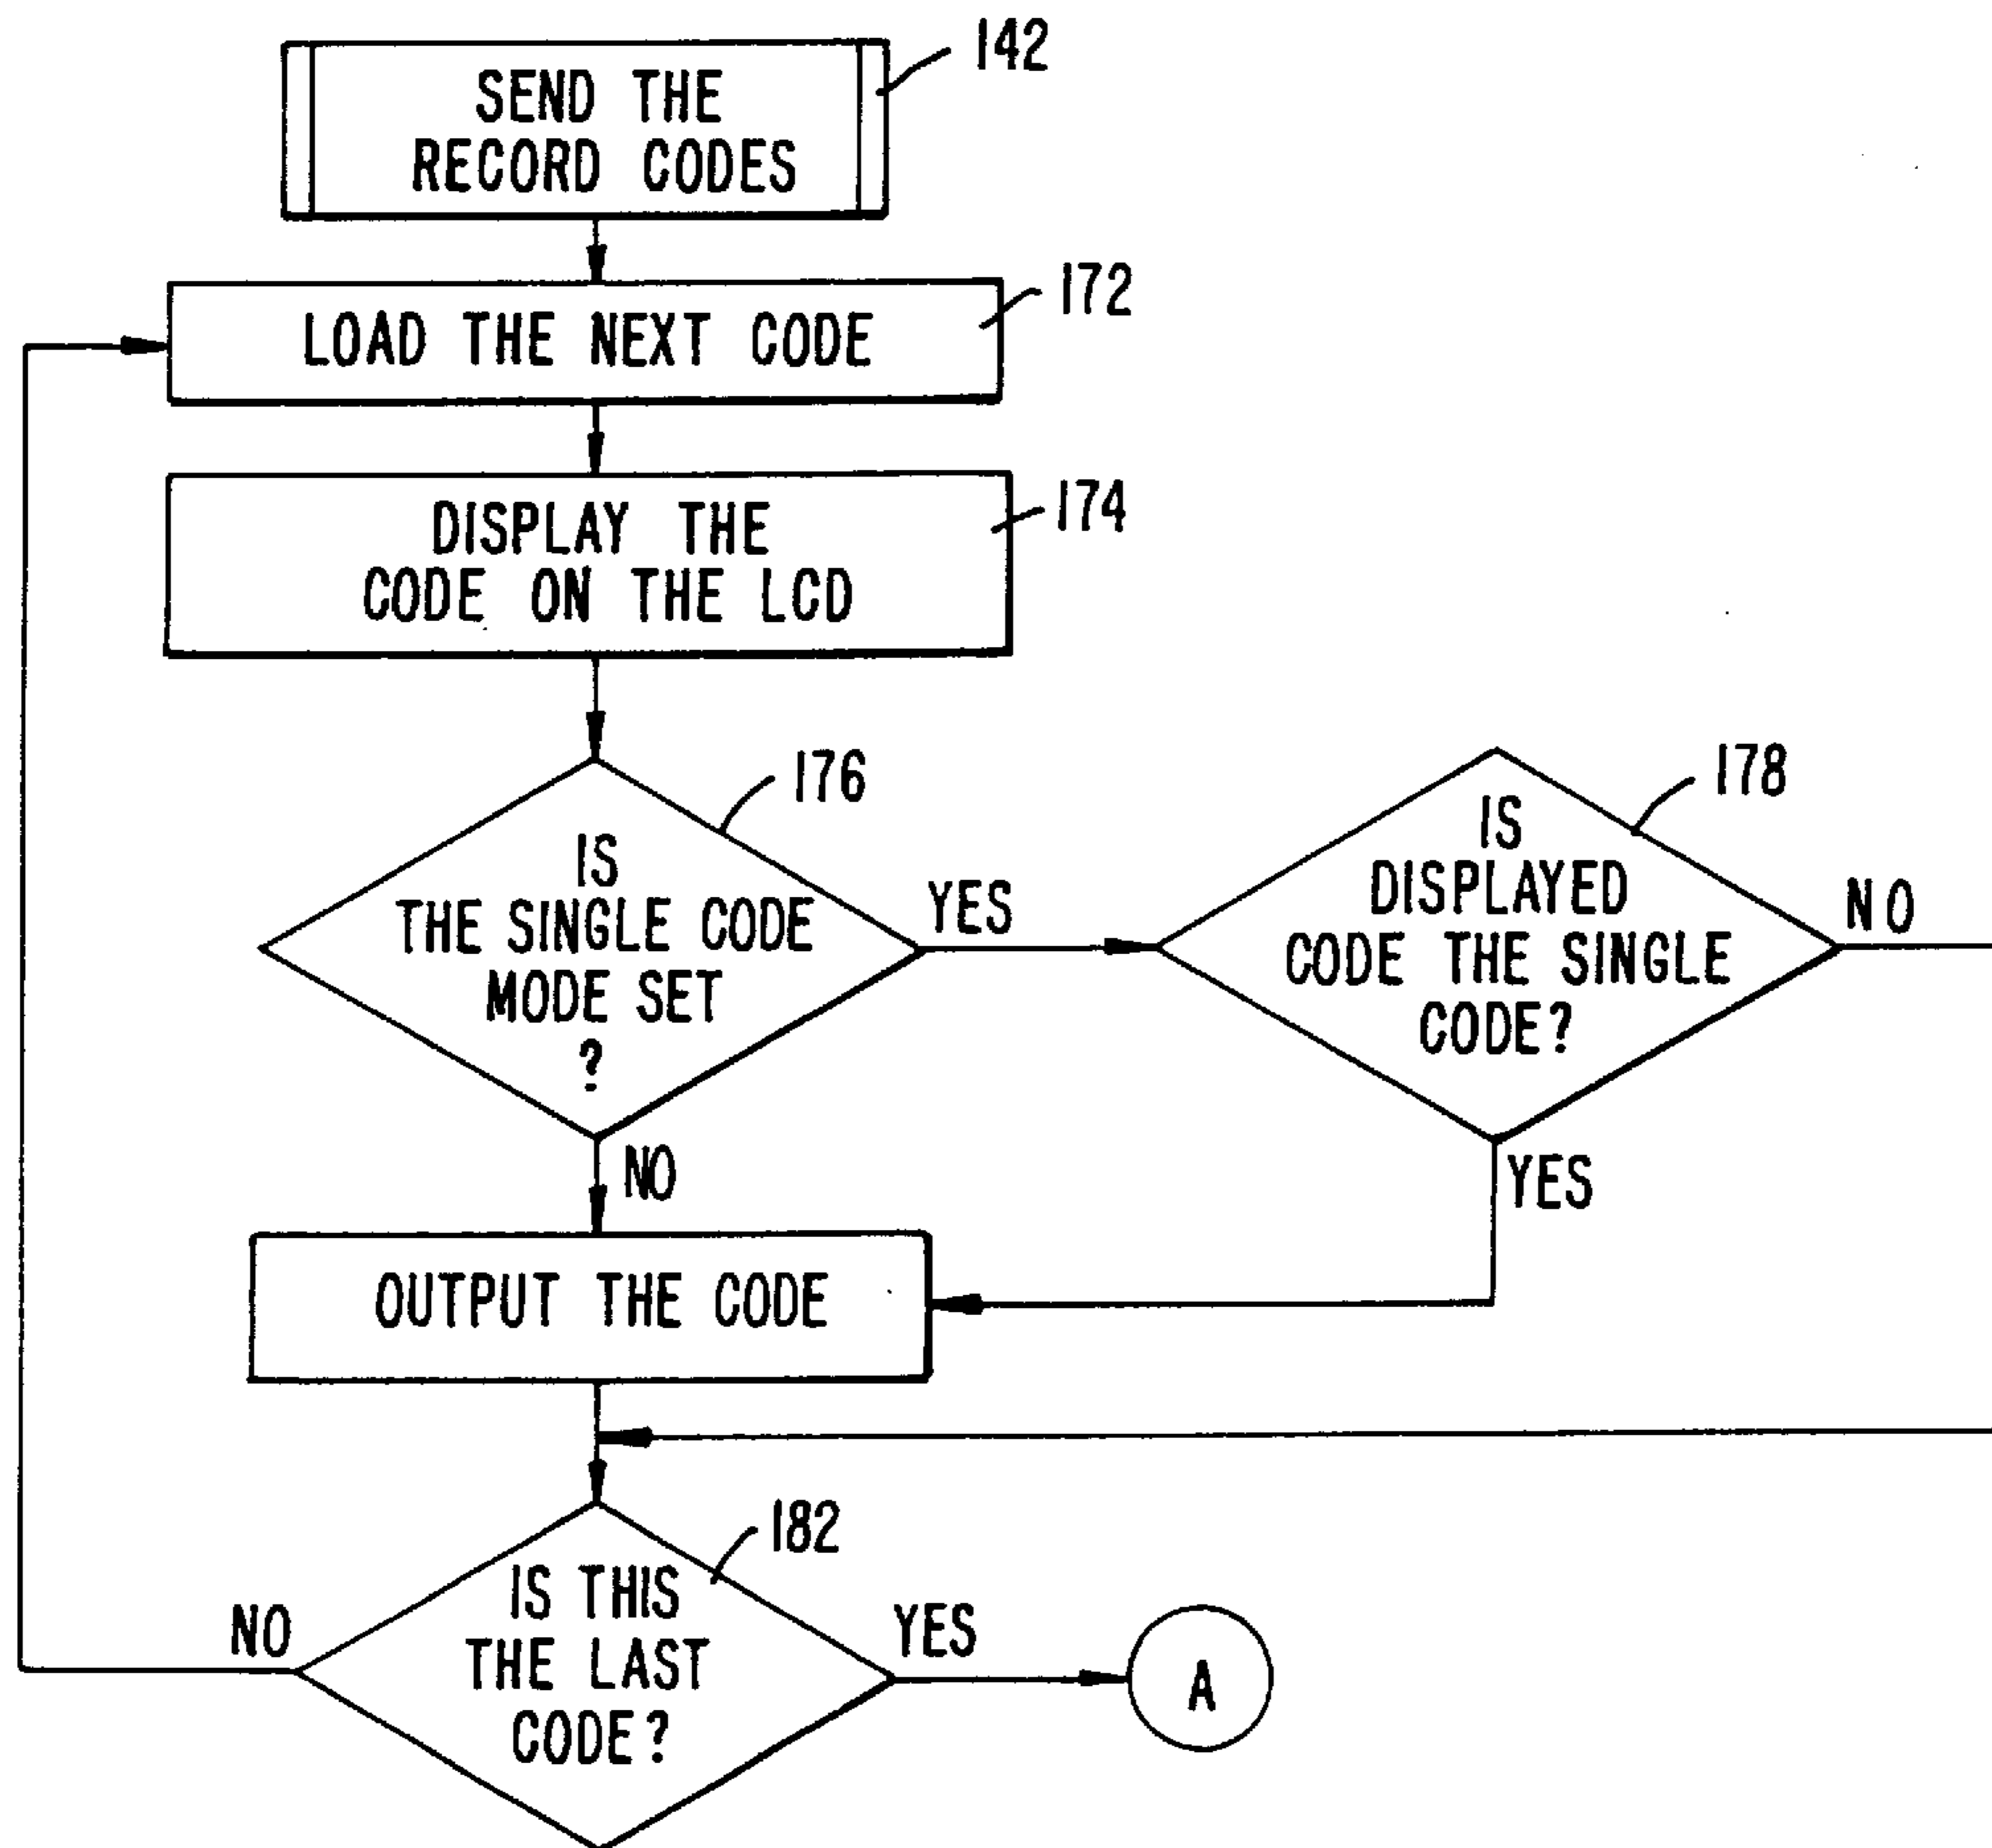 142
SEND THE
RECORD CODES
172
LOAD THE NEXT CODE
174
DISPLAY THE
CODE ON THE LCD
176
IS
THE SINGLE CODE
MODE SET
?
YES
NO
178
IS
DISPLAYED
CODE THE SINGLE
CODE?
NO
YES
OUTPUT THE CODE
182
IS THIS
THE LAST
CODE?
NO
YES
A